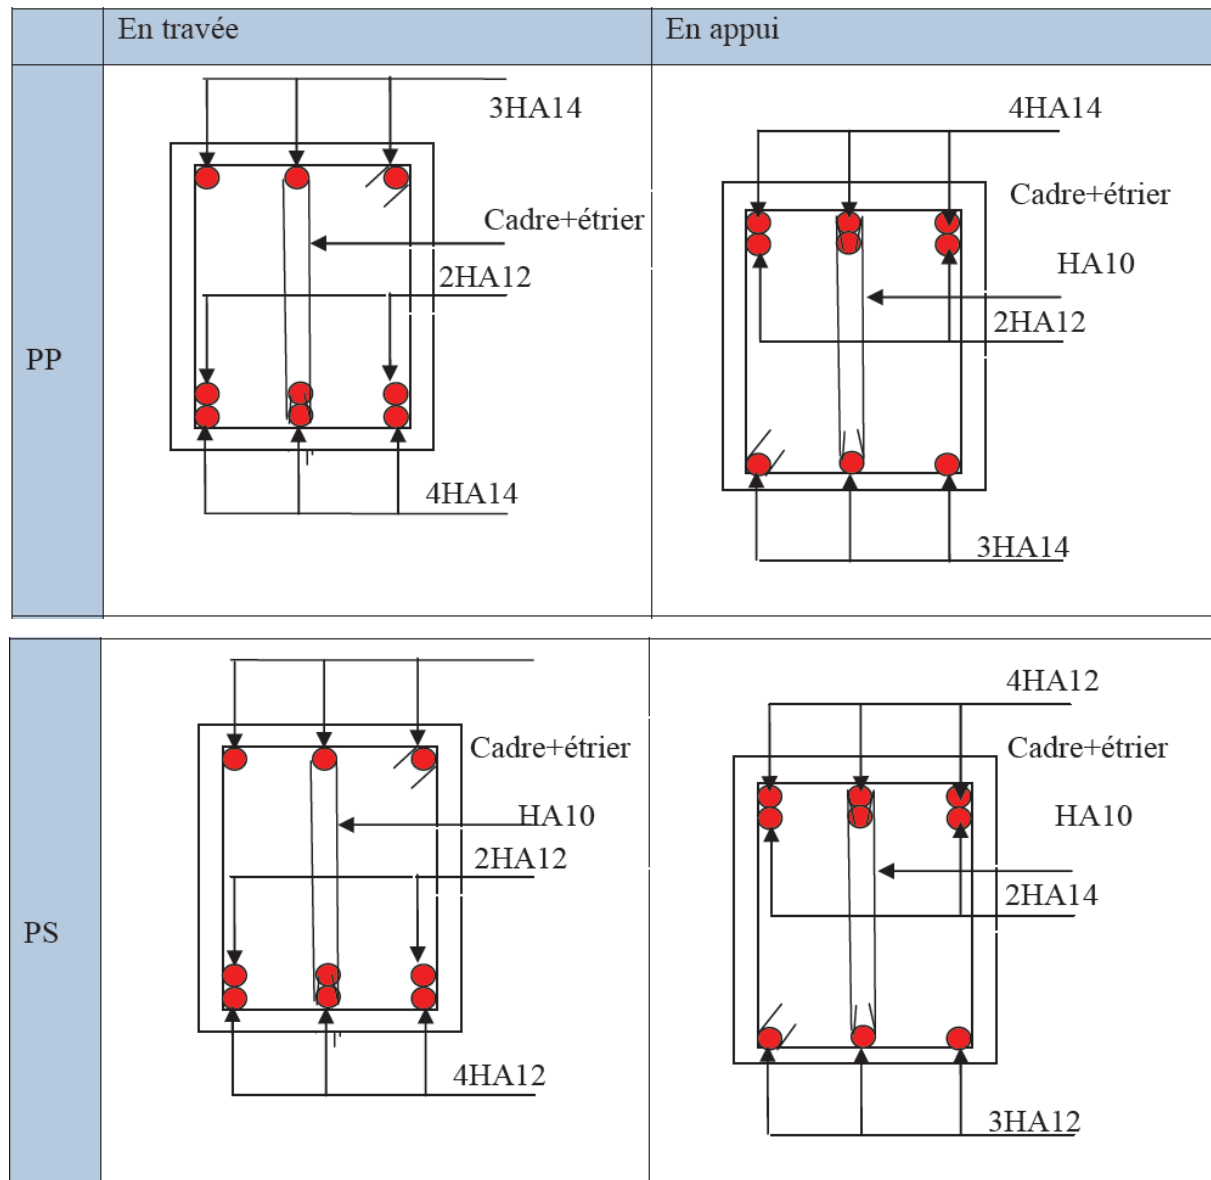 En travée
En appui
PP
3HA14
Cadre+étrier
2HA12
4HA14
4HA14
Cadre+étrier
HA10
2HA12
3HA14
PS
Cadre+étrier
HA10
2HA12
4HA12
4HA12
Cadre+étrier
HA10
2HA14
3HA12